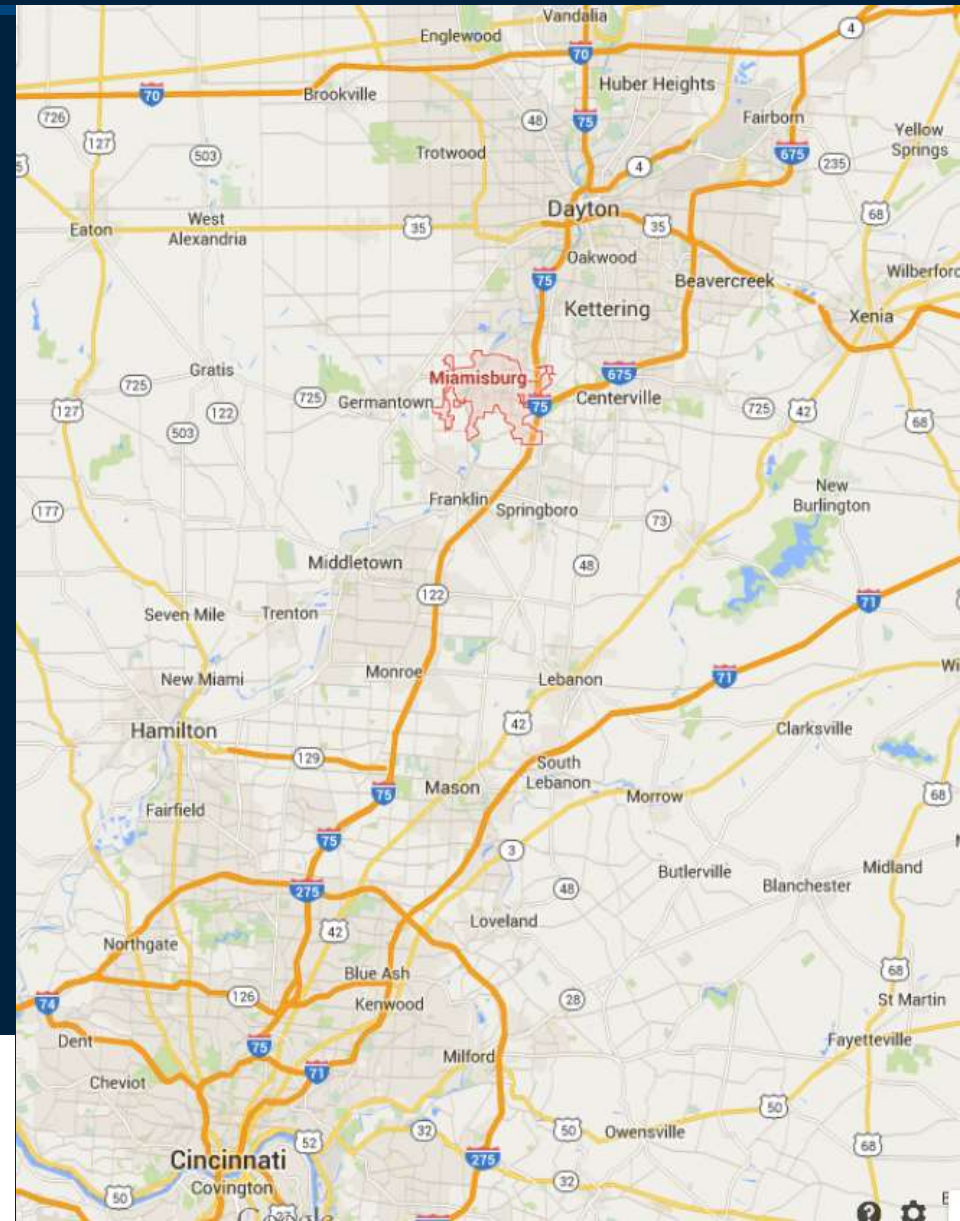 Vandalia
Englewood
4
70
Huber Heights
70
Brookville
726
75
48
Fairborn
127
Yellow
Springs
503
Trotwood
675
4
235
5
Dayton
68
West
Alexandria
35
35
Eaton
Oakwood
Wilberforc
75
Beavercreek
Kettering
Xenia
Gratis
675
Miamisburg
725
725
Germantown
75
Centerville
127
122
725
42
68
503
New
Burlington
Franklin
Springboro
177
73
Middletown
48
122
71
Seven Mile
Trenton
Monroe
71
Wi
New Miami
Lebanon
42
Hamilton
Clarksville
129
South
Lebanon
75
Mason
68
Morrow
Fairfield
75
3
Butlerville
Midland
275
48
Blanchester
42
Loveland
Northgate
Blue Ash
68
126
Kenwood
28
St Martin
74
Dent
75
Fayetteville
Milford
71
Cheviot
50
32
50
Owensville
52
68
Cincinnati
275
Covington
32
50
27
Google
?
E